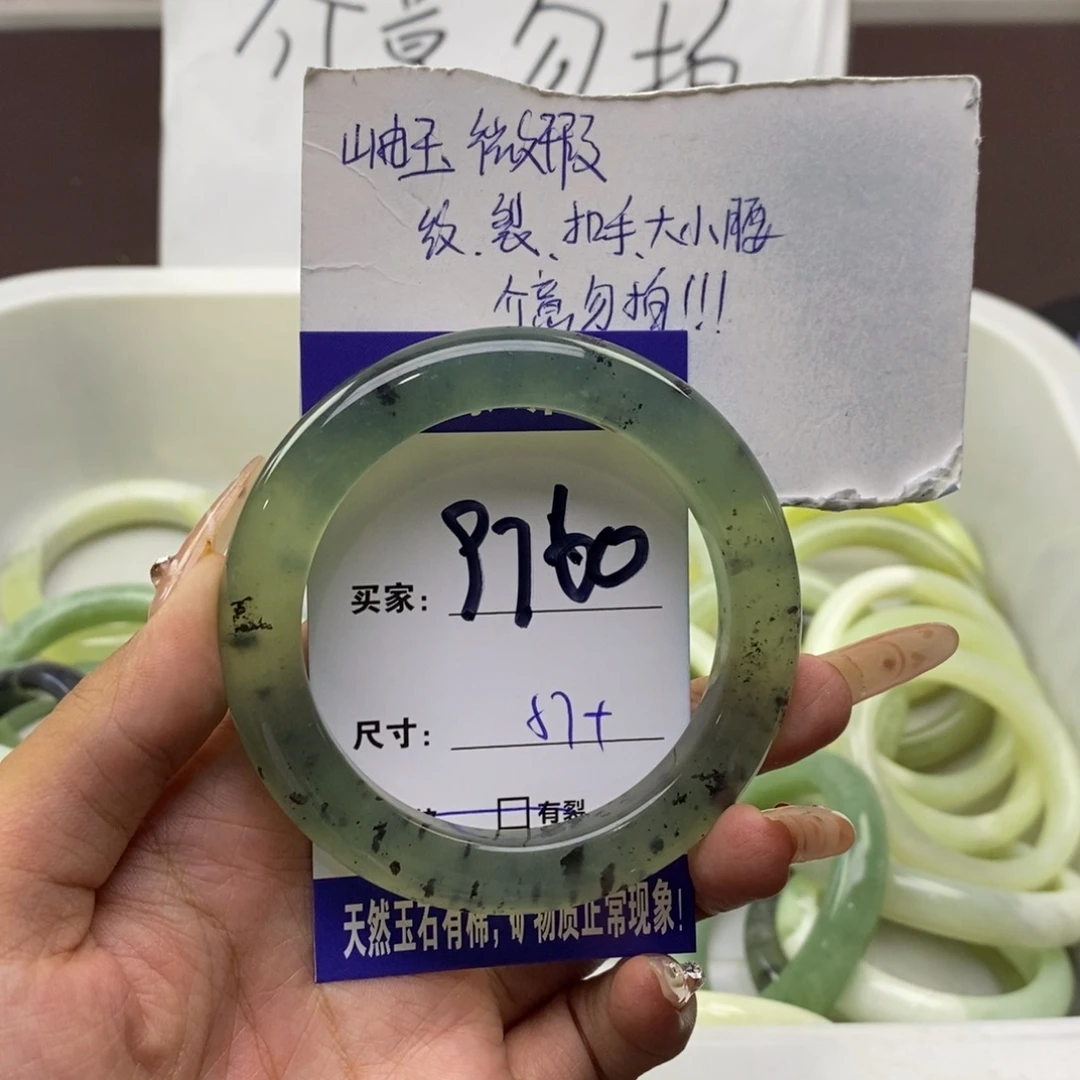 介意勿拍
岫玉 微瑕
纹、裂、扣手、大小腰
介意勿拍!!!
买家: 9760
尺寸: 57+
□有裂
天然玉石有棉, 矿物质正常现象!